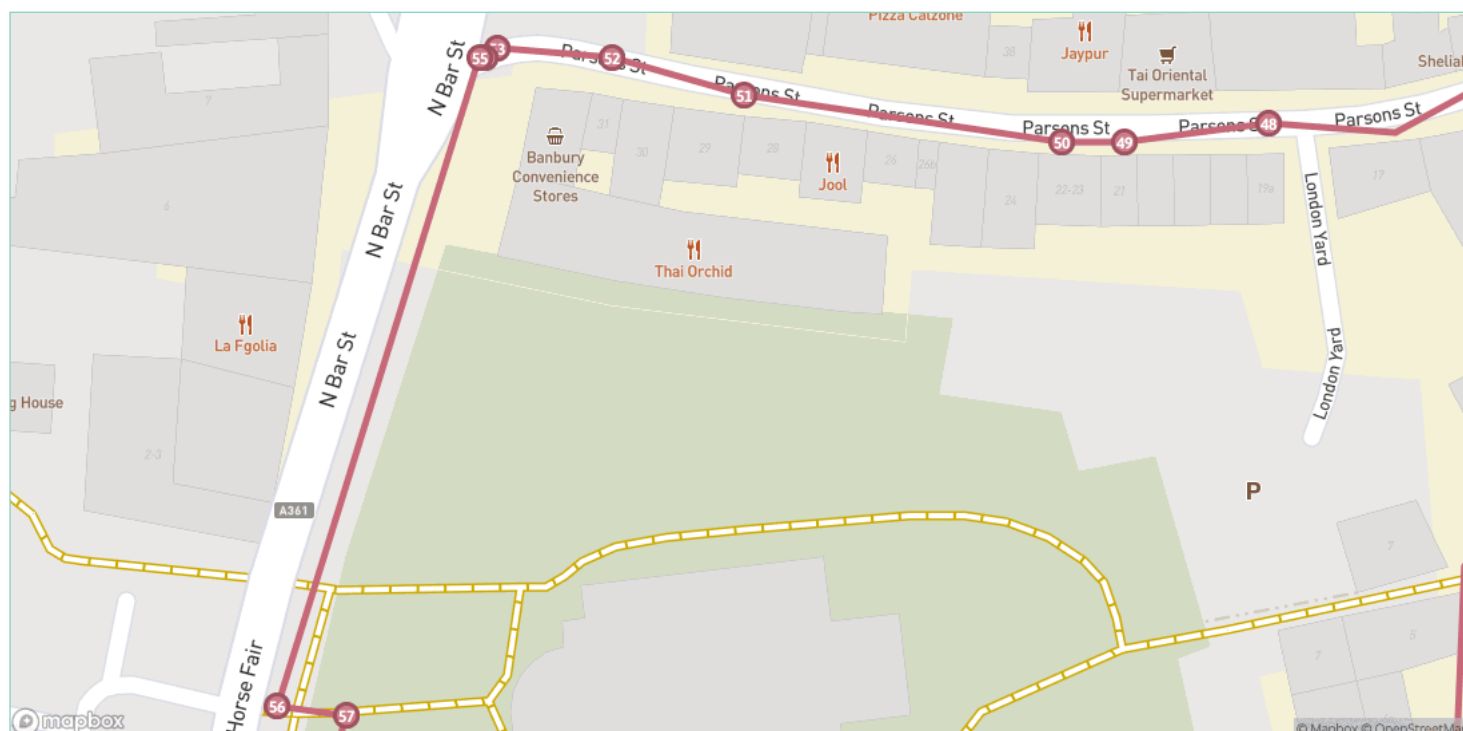 Pizza Calzone
38
Jaypur
Tai Oriental
Supermarket
Sheliah
7
N Bar St
55
53
Parsons St
52
51
Parsons St
Parsons St
Parsons St
50
49
Parsons St
48
Parsons St
Banbury
Convenience
Stores
31
30
29
28
Jool
26
26b
24
22-23
21
19a
17
London Yard
6
N Bar St
Thai Orchid
La Fgolia
N Bar St
London Yard
g House
2-3
P
A361
7
Horse Fair
7
56
57
mapbox
© Mapbox © OpenStreetMap